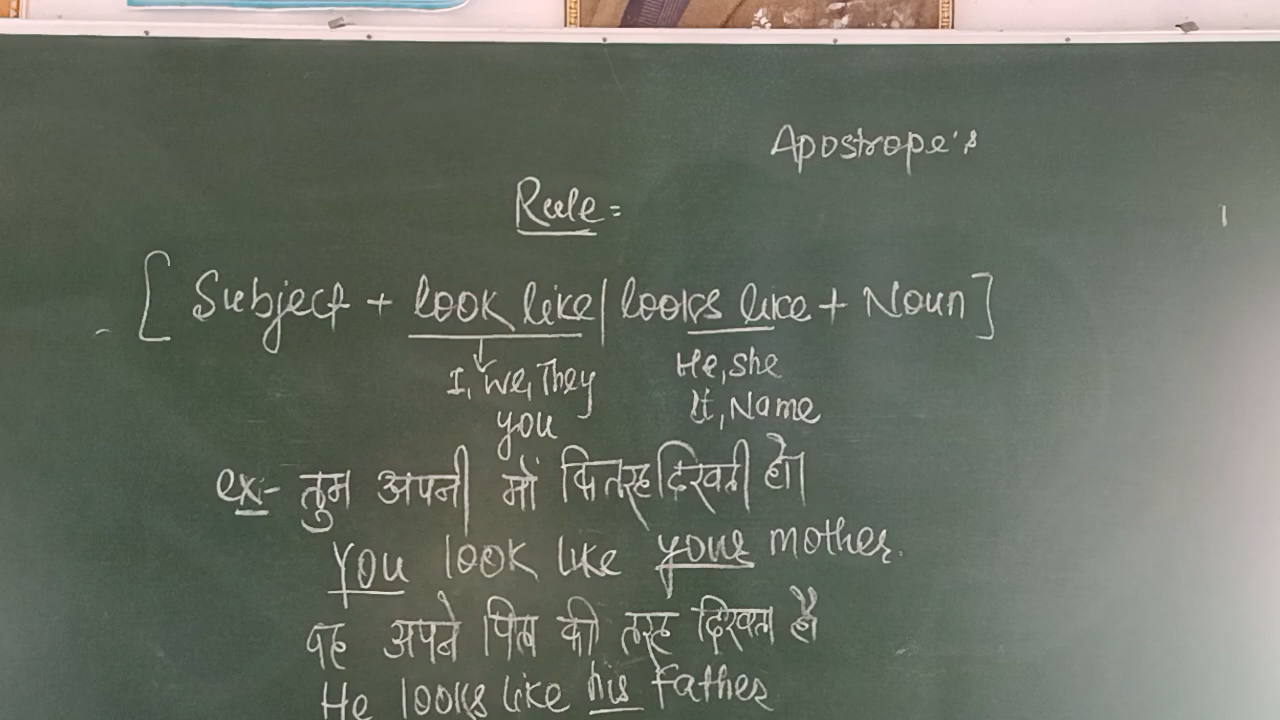 Apostrope's
Rule =
[ Subject + look like | looks like + Noun ]
I, We, They He, She
you It, Name
ex:- तुम अपनी माँ कि तरह दिखती हो।
You look like your mother.
वह अपने पिता की तरह दिखता है
He looks like his Father